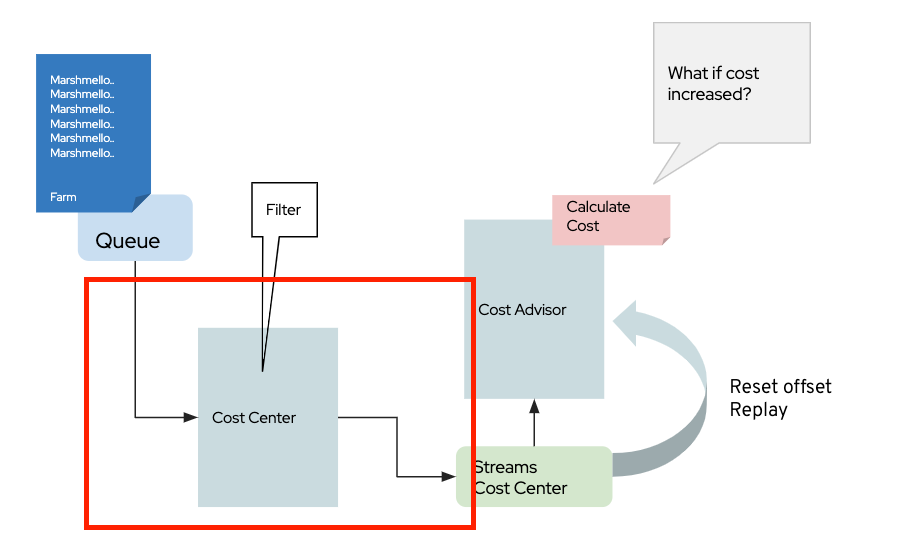 What if cost
increased?
Marshmello..
Marshmello..
Marshmello..
Marshmello..
Marshmello..
Marshmello..
Farm
Queue
Filter
Calculate
Cost
Cost Advisor
Cost Center
Reset offset
Replay
Streams
Cost Center